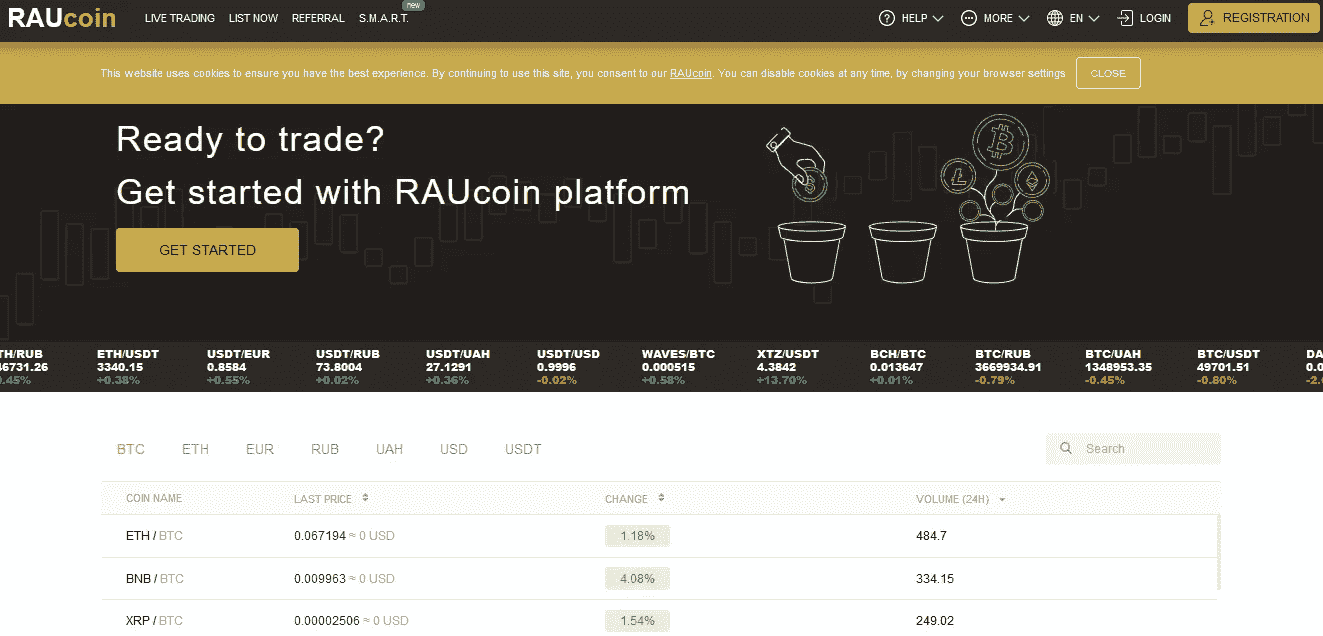 RAUcoin LIVE TRADING LIST NOW REFERRAL S.M.A.R.T. new HELP MORE EN LOGIN REGISTRATION
This website uses cookies to ensure you have the best experience. By continuing to use this site, you consent to our RAUcoin. You can disable cookies at any time, by changing your browser settings CLOSE
Ready to trade?
Get started with RAUcoin platform
GET STARTED
TH/RUB ETH/USDT USDT/EUR USDT/RUB USDT/UAH USDT/USD WAVES/BTC XTZ/USDT BCH/BTC BTC/RUB BTC/UAH BTC/USDT DA
46731.26 3340.15 0.8584 73.8004 27.1291 0.9996 0.000515 4.3842 0.013647 3669934.91 1348953.35 49701.51 0.0
0.45% +0.38% +0.55% +0.02% +0.36% -0.02% +0.58% +13.70% +0.01% -0.79% -0.45% -0.80%
BTC ETH EUR RUB UAH USD USDT Search
COIN NAME LAST PRICE CHANGE VOLUME (24H)
ETH / BTC 0.067194 ≈ 0 USD 1.18% 484.7
BNB / BTC 0.009963 ≈ 0 USD 4.08% 334.15
XRP / BTC 0.00002506 ≈ 0 USD 1.54% 249.02